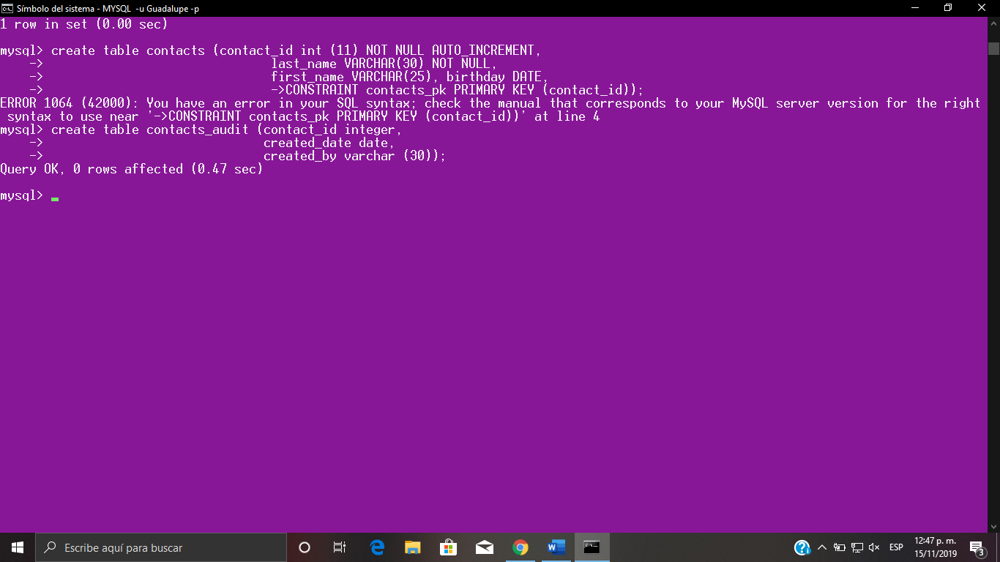 Símbolo del sistema - MYSQL -u Guadalupe -p
1 row in set (0.00 sec)
mysql> create table contacts (contact_id int (11) NOT NULL AUTO_INCREMENT,
-> last_name VARCHAR(30) NOT NULL,
-> first_name VARCHAR(25), birthday DATE,
-> ->CONSTRAINT contacts_pk PRIMARY KEY (contact_id));
ERROR 1064 (42000): You have an error in your SQL syntax; check the manual that corresponds to your MySQL server version for the right
syntax to use near '->CONSTRAINT contacts_pk PRIMARY KEY (contact_id))' at line 4
mysql> create table contacts_audit (contact_id integer,
-> created_date date,
-> created_by varchar (30));
Query OK, 0 rows affected (0.47 sec)
mysql>
Escribe aquí para buscar
ESP
12:47 p. m.
15/11/2019
3